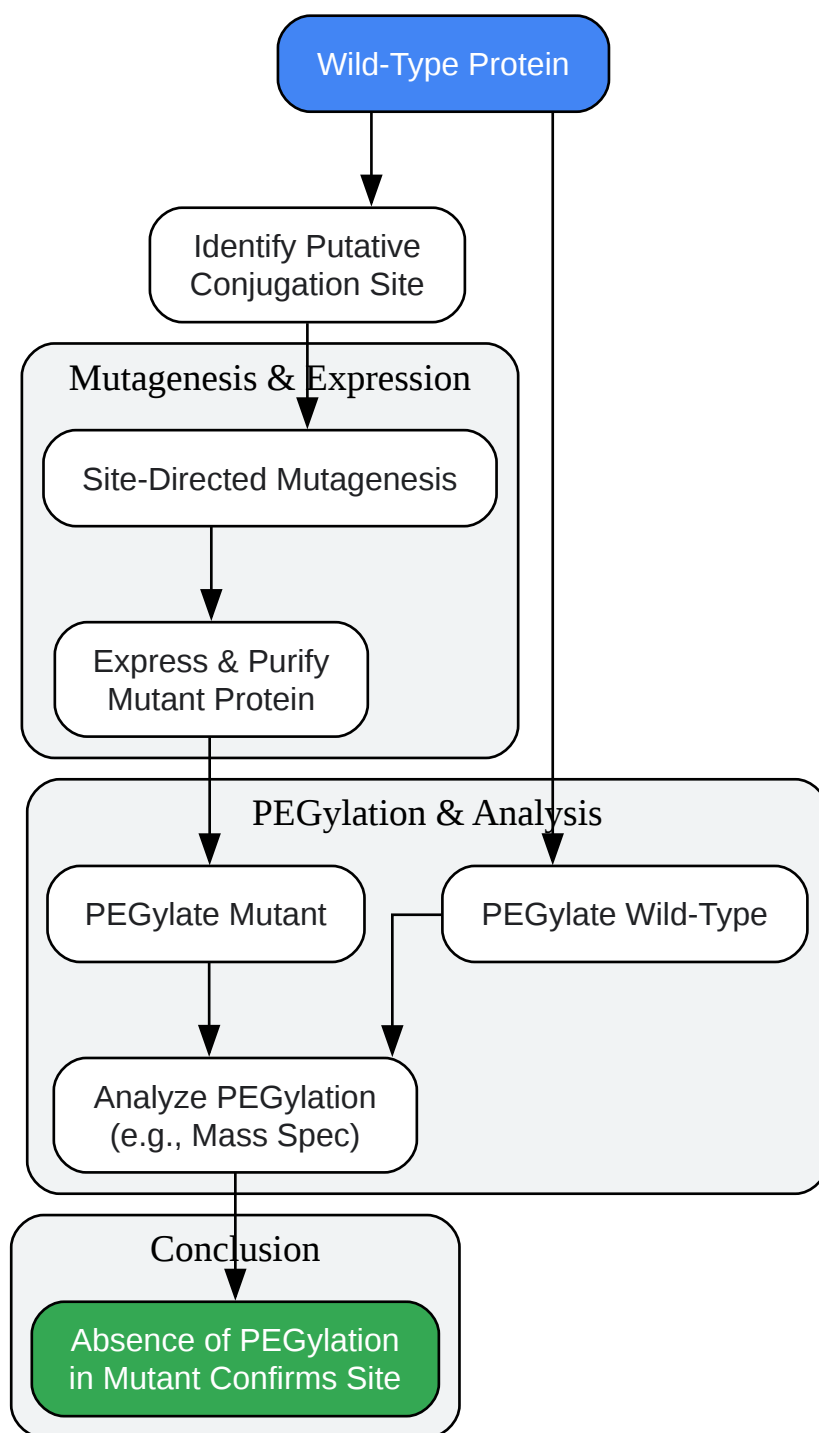 Wild-Type Protein
Identify Putative
Conjugation Site
Mutagenesis & Expression
Site-Directed Mutagenesis
Express & Purify
Mutant Protein
PEGylation & Analysis
PEGylate Mutant
PEGylate Wild-Type
Analyze PEGylation
(e.g., Mass Spec)
Conclusion
Absence of PEGylation
in Mutant Confirms Site